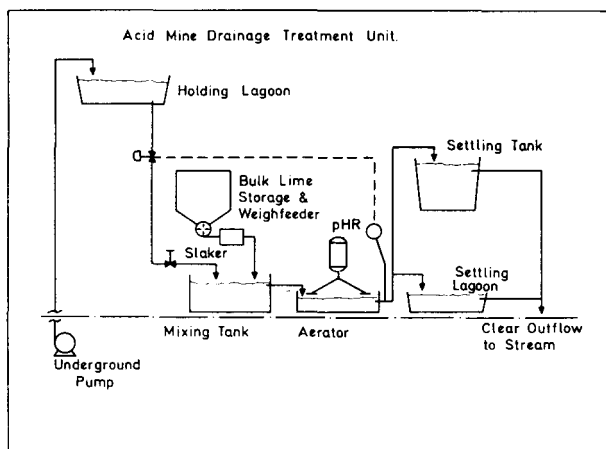 Acid Mine Drainage Treatment Unit.
Holding Lagoon
Settling Tank
Bulk Lime
Storage &
Weighfeeder
pHR
Slaker
Settling
Lagoon
Mixing Tank
Aerator
Clear Outflow
to Stream
Underground
Pump